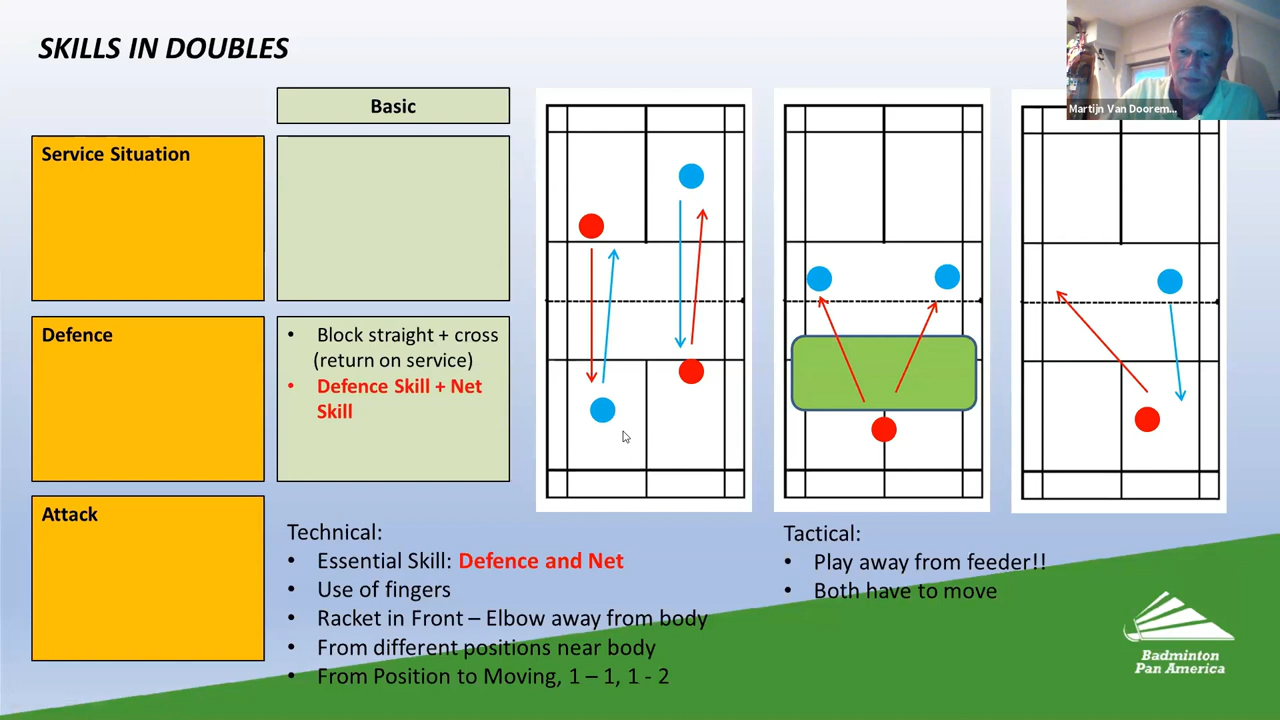 SKILLS IN DOUBLES
Martijn Van Doorem...
Basic
Service Situation
Defence
• Block straight + cross
(return on service)
• Defence Skill + Net
Skill
Attack
Technical:
• Essential Skill: Defence and Net
• Use of fingers
• Racket in Front – Elbow away from body
• From different positions near body
• From Position to Moving, 1 – 1, 1 - 2
Tactical:
• Play away from feeder!!
• Both have to move
Badminton
Pan America